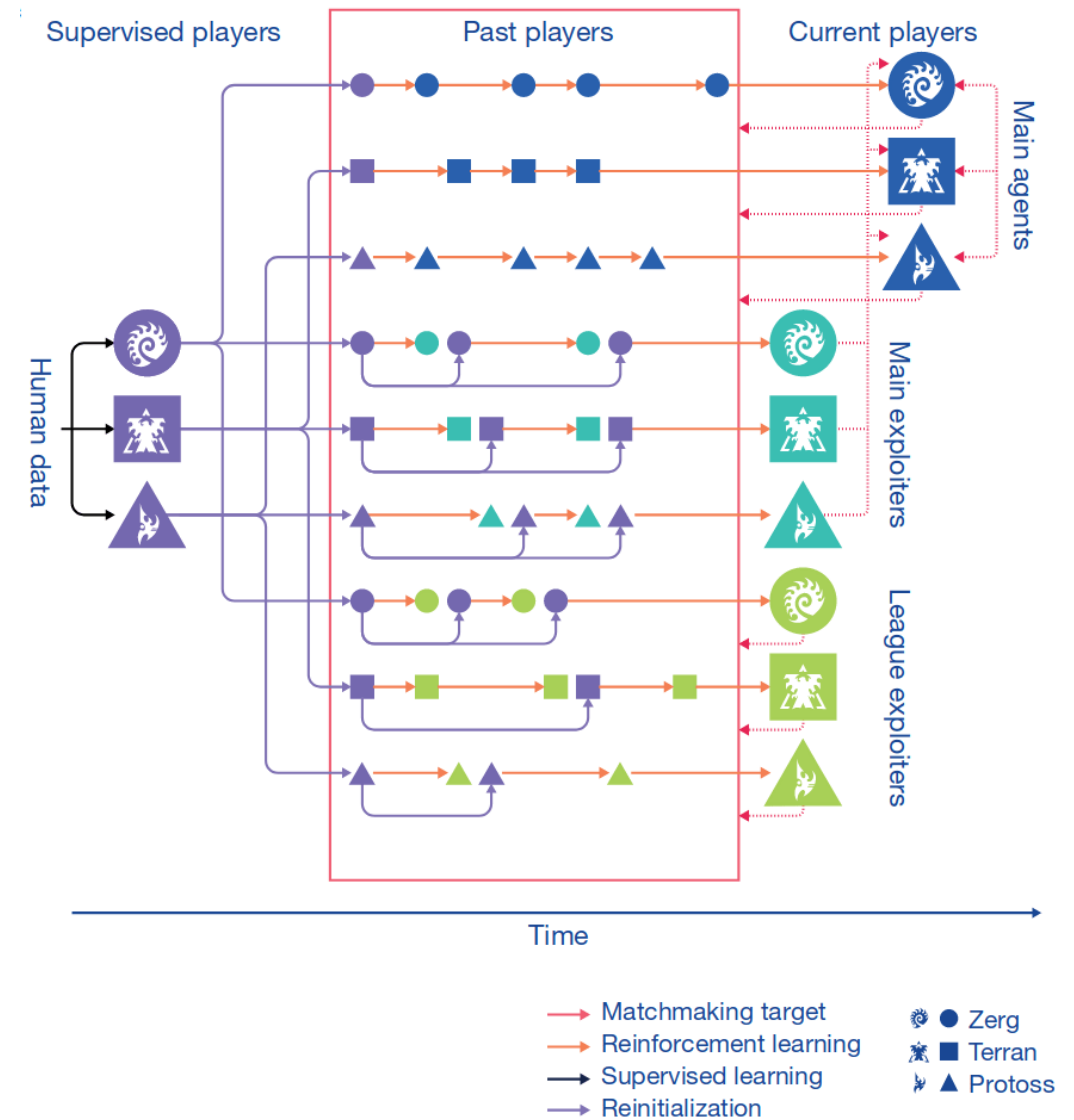 Supervised players
Past players
Current players
Main agents
Human data
Main exploiters
League exploiters
Time
Matchmaking target
Reinforcement learning
Supervised learning
Reinitialization
Zerg
Terran
Protoss